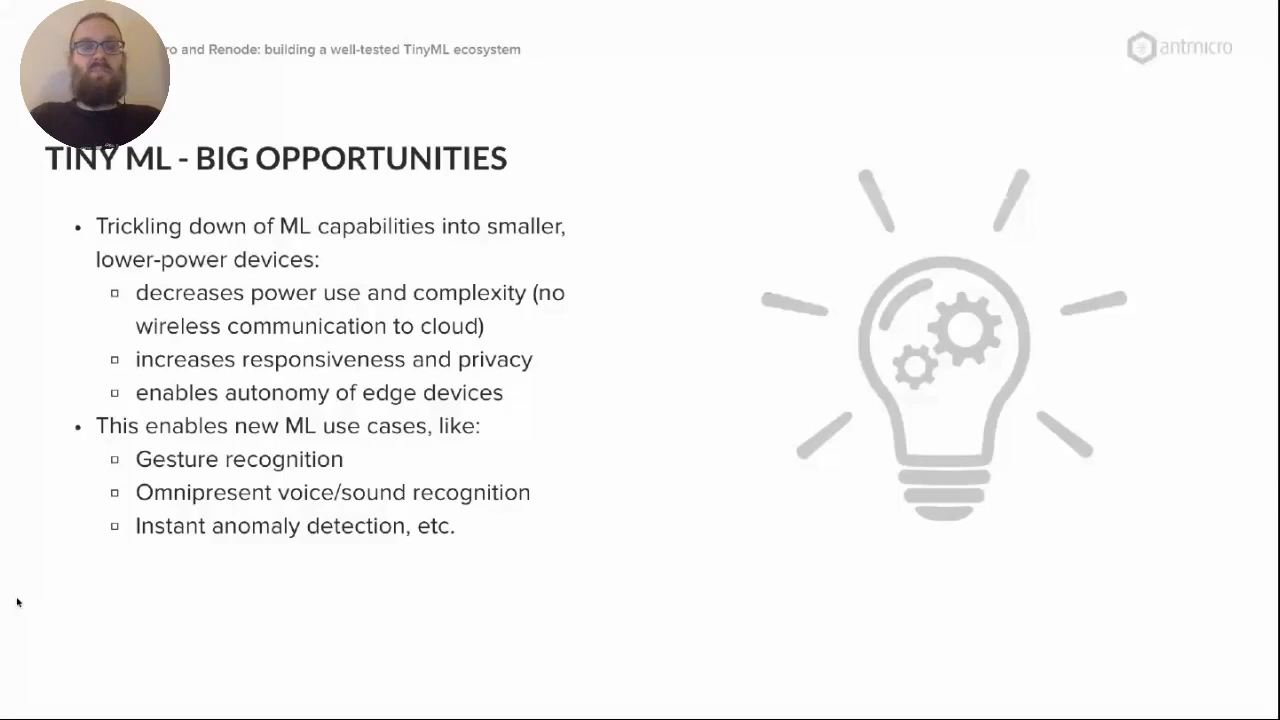 ro and Renode: building a well-tested TinyML ecosystem
antmicro
TINY ML - BIG OPPORTUNITIES
• Trickling down of ML capabilities into smaller,
lower-power devices:
▫ decreases power use and complexity (no
wireless communication to cloud)
▫ increases responsiveness and privacy
▫ enables autonomy of edge devices
• This enables new ML use cases, like:
▫ Gesture recognition
▫ Omnipresent voice/sound recognition
▫ Instant anomaly detection, etc.